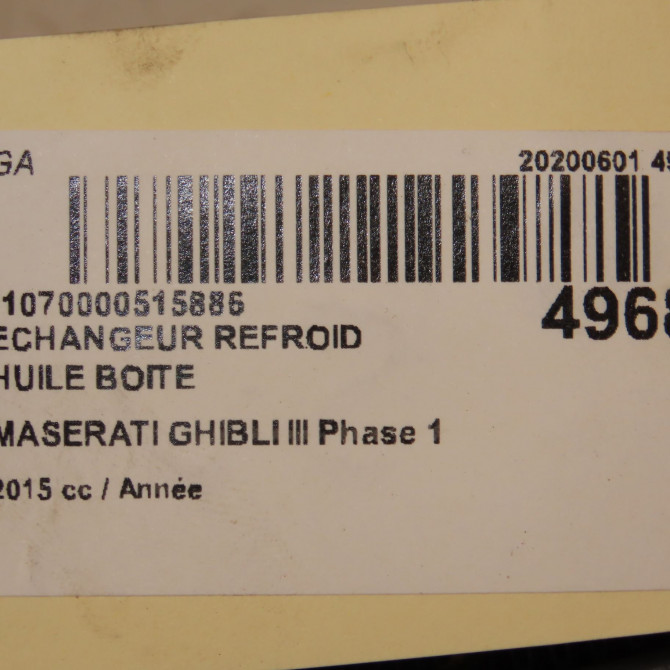 GA 20200601 49
1070000515886
4968
ECHANGEUR REFROID
HUILE BOITE
MASERATI GHIBLI III Phase 1
2015 cc / Année